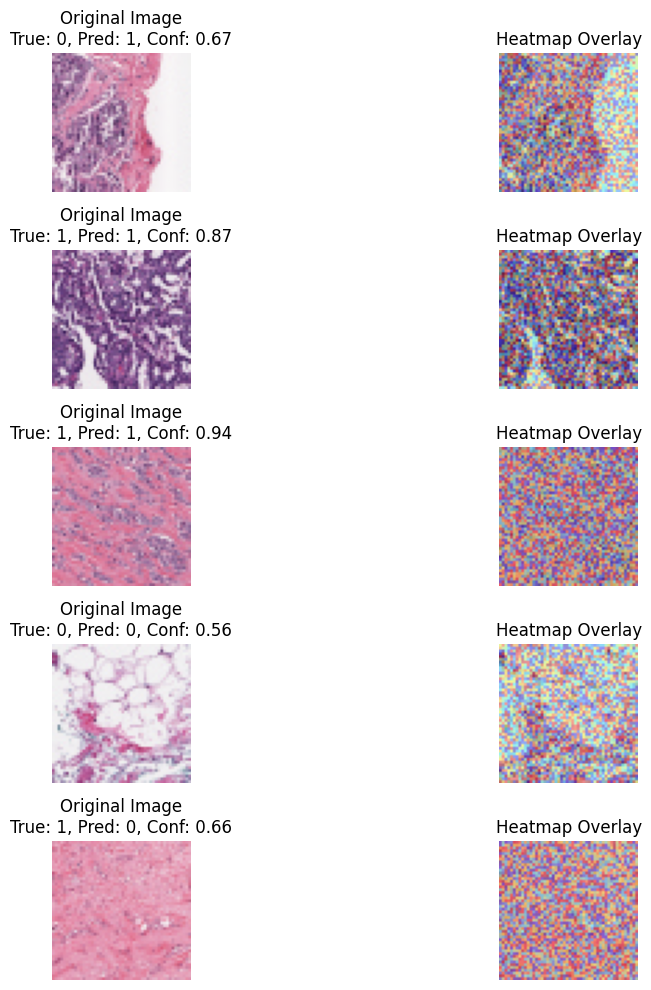 Original Image
True: 0, Pred: 1, Conf: 0.67
Heatmap Overlay
Original Image
True: 1, Pred: 1, Conf: 0.87
Heatmap Overlay
Original Image
True: 1, Pred: 1, Conf: 0.94
Heatmap Overlay
Original Image
True: 0, Pred: 0, Conf: 0.56
Heatmap Overlay
Original Image
True: 1, Pred: 0, Conf: 0.66
Heatmap Overlay